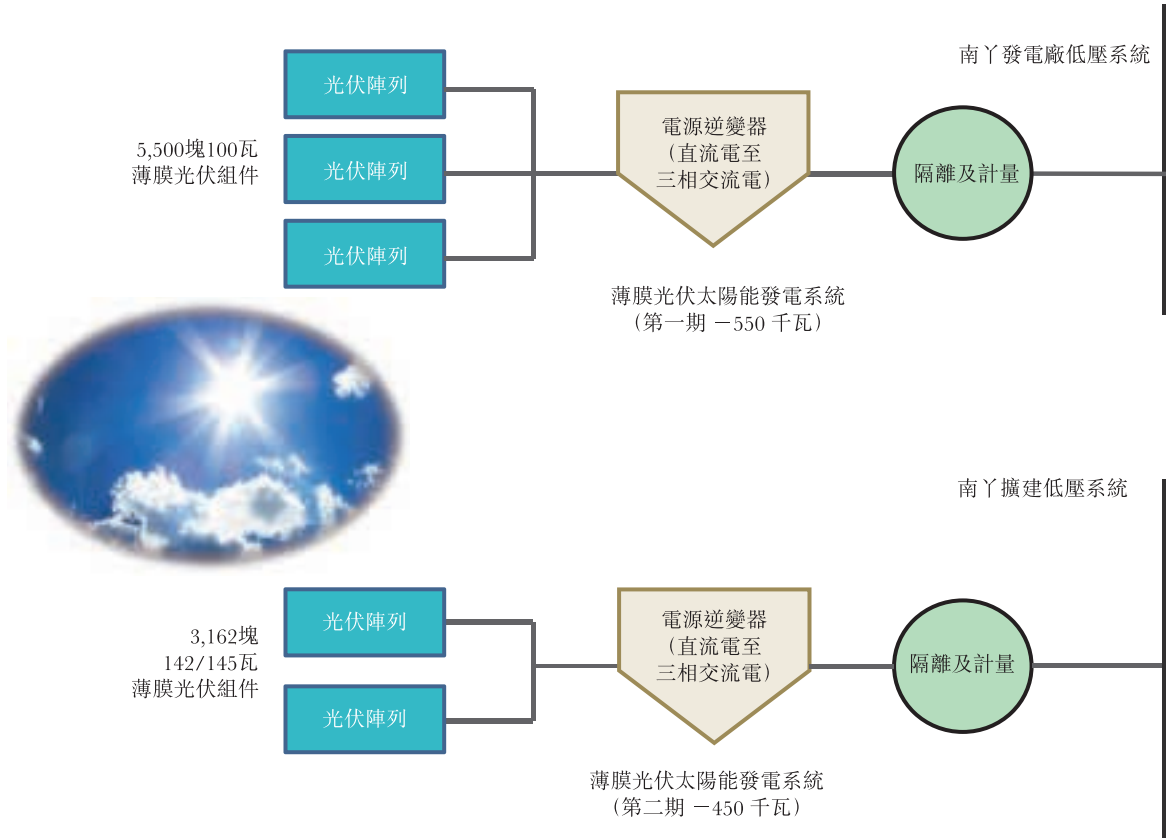 南丫發電廠低壓系統
光伏陣列
5,500塊100瓦
薄膜光伏組件
光伏陣列
光伏陣列
電源逆變器
(直流電至
三相交流電)
隔離及計量
薄膜光伏太陽能發電系統
(第一期 －550 千瓦)
南丫擴建低壓系統
3,162塊
142/145瓦
薄膜光伏組件
光伏陣列
光伏陣列
電源逆變器
(直流電至
三相交流電)
隔離及計量
薄膜光伏太陽能發電系統
(第二期 －450 千瓦)